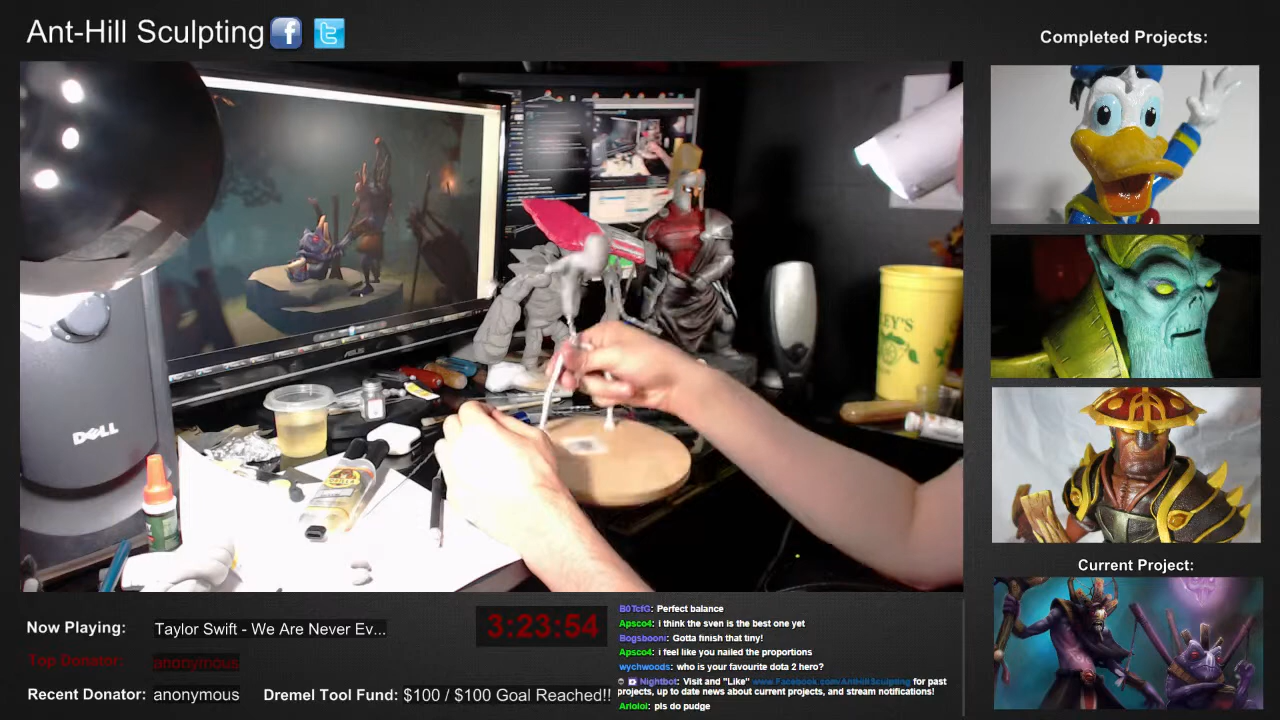 Ant-Hill Sculpting
Completed Projects:
ASUS
DELL
EY'S
Current Project:
Now Playing: Taylor Swift - We Are Never Ev...
Top Donator: anonymous
Recent Donator: anonymous
Dremel Tool Fund: $100 / $100 Goal Reached!!
3:23:54
B0TcfG: Perfect balance
Apsco4: i think the sven is the best one yet
Bogsbooni: Gotta finish that tiny!
Apsco4: i feel like you nailed the proportions
wychwoods: who is your favourite dota 2 hero?
Nightbot: Visit and "Like" www.Facebook.com/AntHillSculpting for past
projects, up to date news about current projects, and stream notifications!
Arioioi: pls do pudge